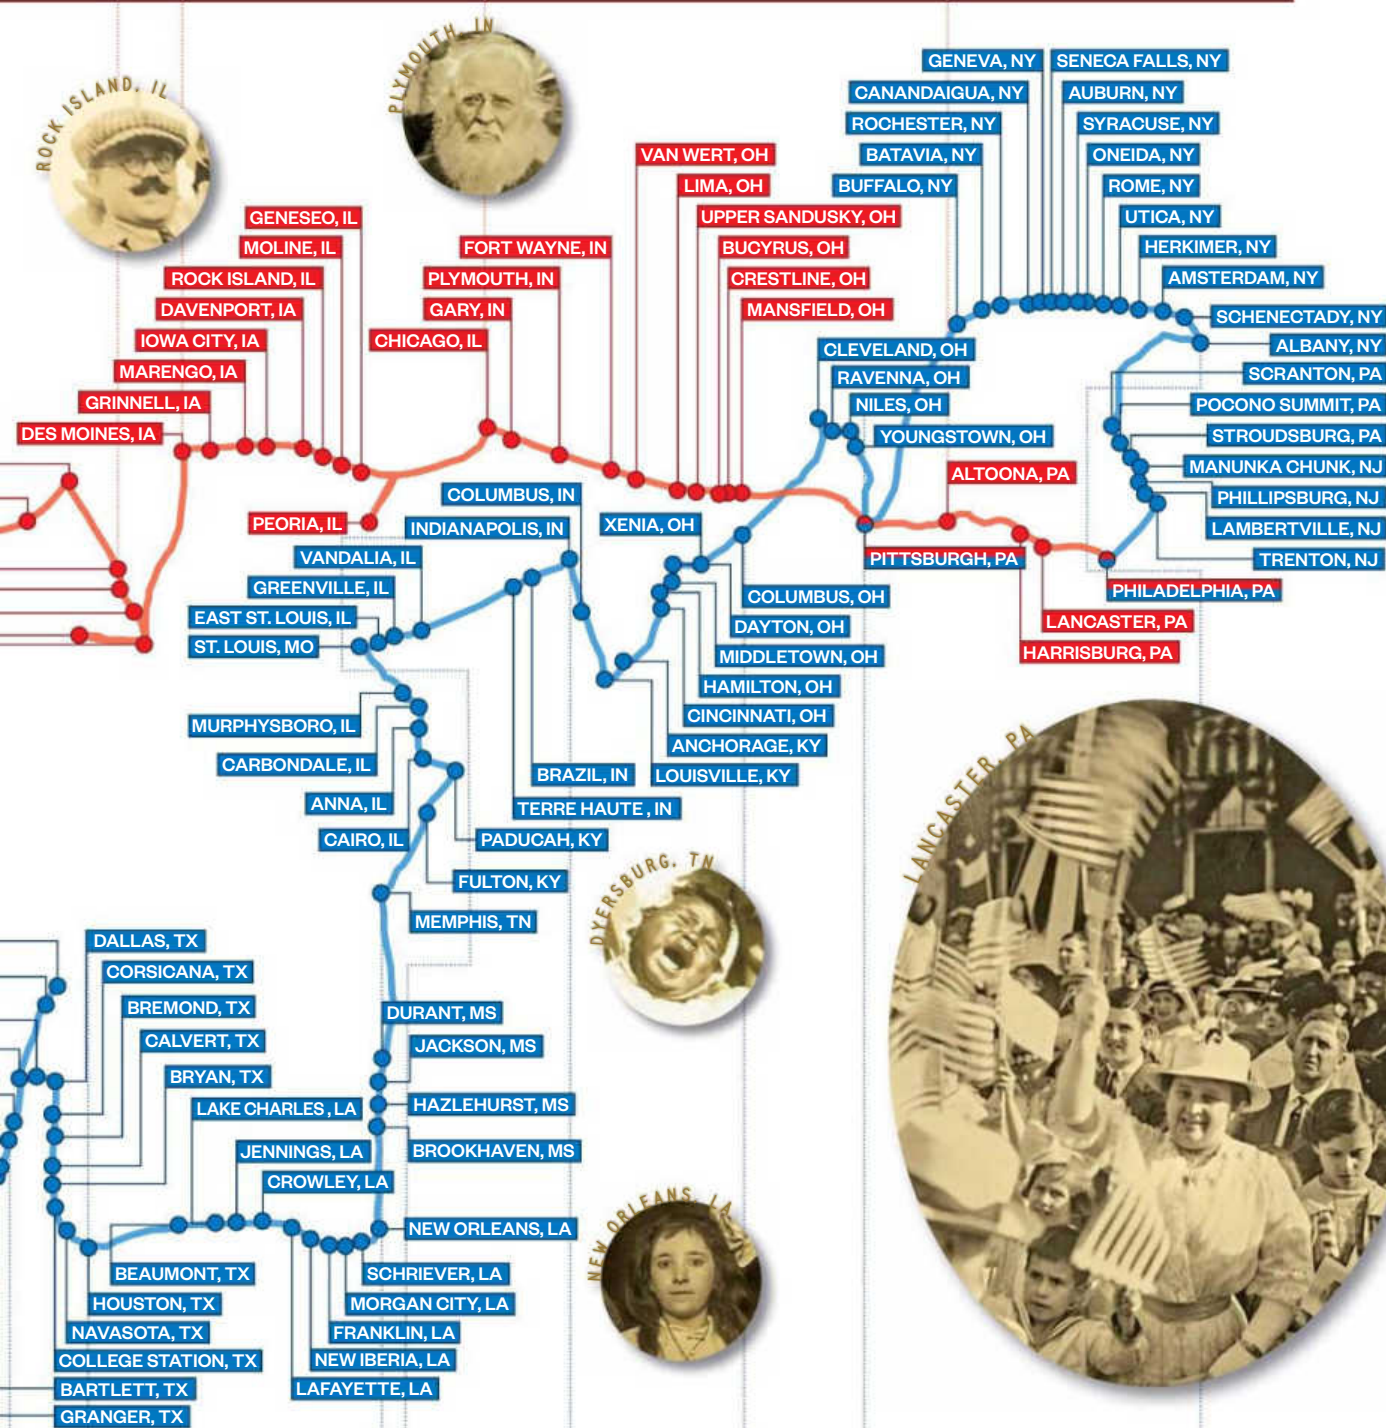 ROCK ISLAND, IL
PLYMOUTH, IN
GENEVA, NY
SENECA FALLS, NY
CANANDAIGUA, NY
AUBURN, NY
ROCHESTER, NY
SYRACUSE, NY
BATAVIA, NY
ONEIDA, NY
BUFFALO, NY
ROME, NY
UTICA, NY
HERKIMER, NY
AMSTERDAM, NY
SCHENECTADY, NY
ALBANY, NY
SCRANTON, PA
POCONO SUMMIT, PA
STROUDSBURG, PA
MANUNKA CHUNK, NJ
PHILLIPSBURG, NJ
LAMBERTVILLE, NJ
TRENTON, NJ
PHILADELPHIA, PA
VAN WERT, OH
LIMA, OH
UPPER SANDUSKY, OH
BUCYRUS, OH
CRESTLINE, OH
MANSFIELD, OH
GENESEO, IL
MOLINE, IL
ROCK ISLAND, IL
DAVENPORT, IA
IOWA CITY, IA
MARENGO, IA
GRINNELL, IA
DES MOINES, IA
FORT WAYNE, IN
PLYMOUTH, IN
GARY, IN
CHICAGO, IL
PEORIA, IL
CLEVELAND, OH
RAVENNA, OH
NILES, OH
YOUNGSTOWN, OH
ALTOONA, PA
PITTSBURGH, PA
LANCASTER, PA
HARRISBURG, PA
COLUMBUS, IN
INDIANAPOLIS, IN
VANDALIA, IL
GREENVILLE, IL
EAST ST. LOUIS, IL
ST. LOUIS, MO
XENIA, OH
COLUMBUS, OH
DAYTON, OH
MIDDLETOWN, OH
HAMILTON, OH
CINCINNATI, OH
ANCHORAGE, KY
LOUISVILLE, KY
BRAZIL, IN
TERRE HAUTE , IN
MURPHYSBORO, IL
CARBONDALE, IL
ANNA, IL
CAIRO, IL
PADUCAH, KY
FULTON, KY
MEMPHIS, TN
DYERSBURG, TN
LANCASTER, PA
DALLAS, TX
CORSICANA, TX
BREMOND, TX
CALVERT, TX
BRYAN, TX
LAKE CHARLES , LA
JENNINGS, LA
CROWLEY, LA
DURANT, MS
JACKSON, MS
HAZLEHURST, MS
BROOKHAVEN, MS
NEW ORLEANS, LA
NEW ORLEANS, LA
SCHRIEVER, LA
MORGAN CITY, LA
FRANKLIN, LA
NEW IBERIA, LA
LAFAYETTE, LA
BEAUMONT, TX
HOUSTON, TX
NAVASOTA, TX
COLLEGE STATION, TX
BARTLETT, TX
GRANGER, TX